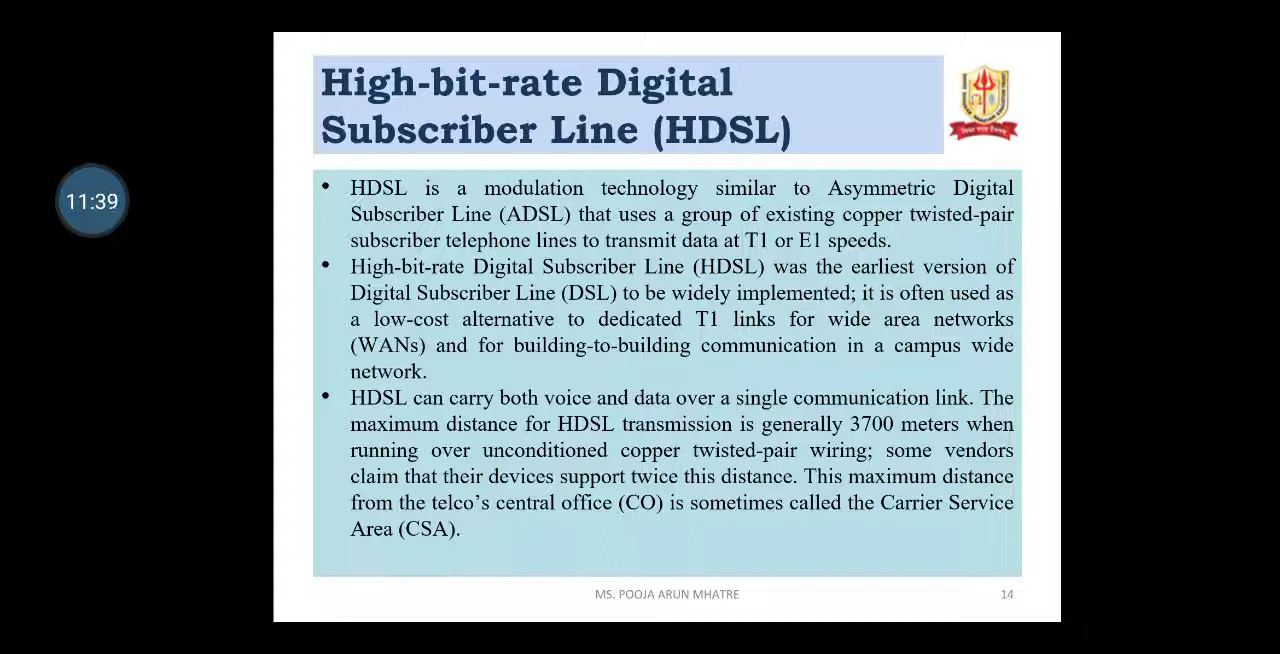 High-bit-rate Digital
Subscriber Line (HDSL)
11:39
• HDSL is a modulation technology similar to Asymmetric Digital
Subscriber Line (ADSL) that uses a group of existing copper twisted-pair
subscriber telephone lines to transmit data at T1 or E1 speeds.
• High-bit-rate Digital Subscriber Line (HDSL) was the earliest version of
Digital Subscriber Line (DSL) to be widely implemented; it is often used as
a low-cost alternative to dedicated T1 links for wide area networks
(WANs) and for building-to-building communication in a campus wide
network.
• HDSL can carry both voice and data over a single communication link. The
maximum distance for HDSL transmission is generally 3700 meters when
running over unconditioned copper twisted-pair wiring; some vendors
claim that their devices support twice this distance. This maximum distance
from the telco’s central office (CO) is sometimes called the Carrier Service
Area (CSA).
MS. POOJA ARUN MHATRE
14